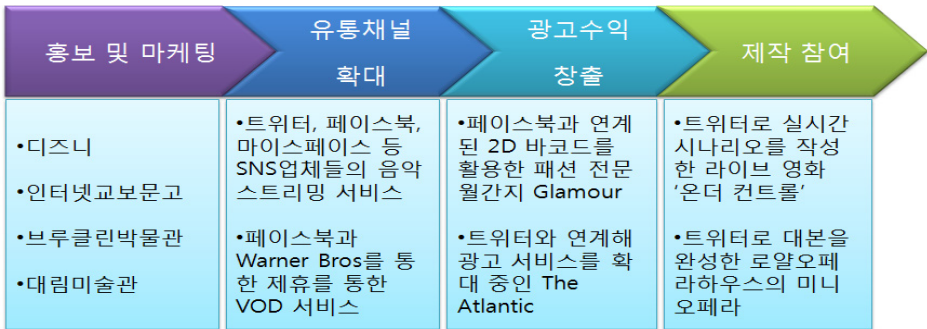 홍보 및 마케팅
유통채널
확대
광고수익
창출
제작 참여
•디즈니
•인터넷교보문고
•브루클린박물관
•대림미술관
•트위터, 페이스북,
마이스페이스 등
SNS업체들의 음악
스트리밍 서비스
•페이스북과
Warner Bros를 통
한 제휴를 통한
VOD 서비스
•페이스북과 연계
된 2D 바코드를
활용한 패션 전문
월간지 Glamour
•트위터와 연계해
광고 서비스를 확
대 중인 The
Atlantic
•트위터로 실시간
시나리오를 작성
한 라이브 영화
‘온더 컨트롤’
•트위터로 대본을
완성한 로얄오페
라하우스의 미니
오페라